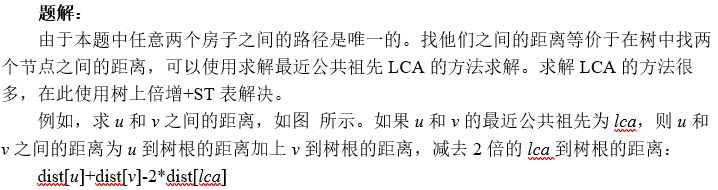 题解：
由于本题中任意两个房子之间的路径是唯一的。找他们之间的距离等价于在树中找两
个节点之间的距离，可以使用求解最近公共祖先 LCA 的方法求解。求解 LCA 的方法很
多，在此使用树上倍增+ST 表解决。
例如，求 u 和 v 之间的距离，如图 所示。如果 u 和 v 的最近公共祖先为 lca，则 u 和
v 之间的距离为 u 到树根的距离加上 v 到树根的距离，减去 2 倍的 lca 到树根的距离：
dist[u]+dist[v]-2*dist[lca]